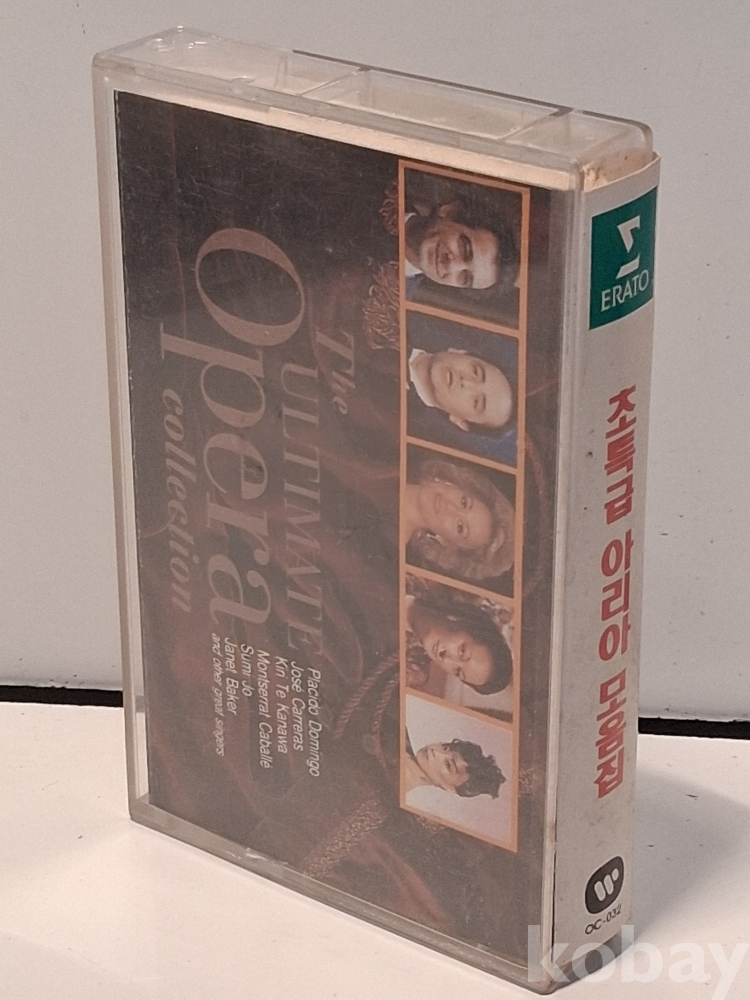 The
ULTIMATE
Opera
collection
Placido Domingo
José Carreras
Kin Te Kanawa
Montserrat Caballé
Sumi Jo
Janet Baker
and other great singers
ERATO
초특급 아리아 모음집
OC-032
kobay